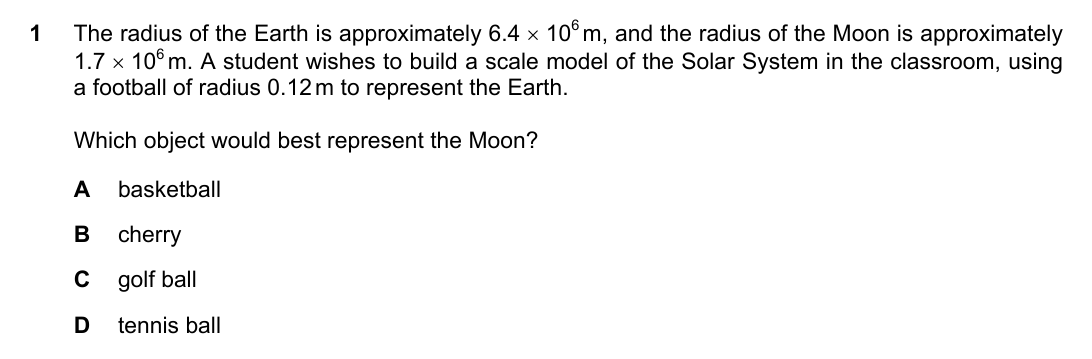 1 The radius of the Earth is approximately 6.4 × 10⁶ m, and the radius of the Moon is approximately
1.7 × 10⁶ m. A student wishes to build a scale model of the Solar System in the classroom, using
a football of radius 0.12 m to represent the Earth.
Which object would best represent the Moon?
A basketball
B cherry
C golf ball
D tennis ball